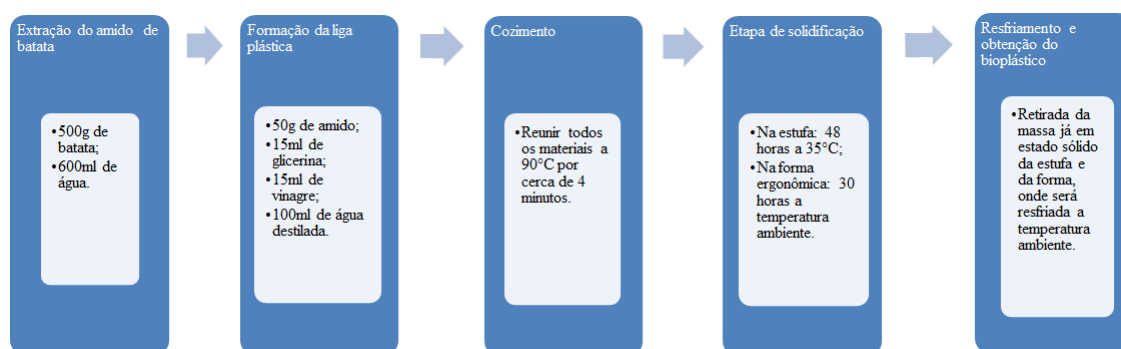 Extração do amido de
batata
•500g de
batata;
•600ml de
água.
Formação da liga
plástica
•50g de amido;
•15ml de
glicerina;
•15ml de
vinagre;
•100ml de água
destilada.
Cozimento
•Reunir todos
os materiais a
90°C por
cerca de 4
minutos.
Etapa de solidificação
•Na estufa: 48
horas a 35°C;
•Na forma
ergonômica: 30
horas a
temperatura
ambiente.
Resfriamento e
obtenção do
bioplástico
•Retirada da
massa já em
estado sólido
da estufa e
da forma,
onde será
resfriada a
temperatura
ambiente.